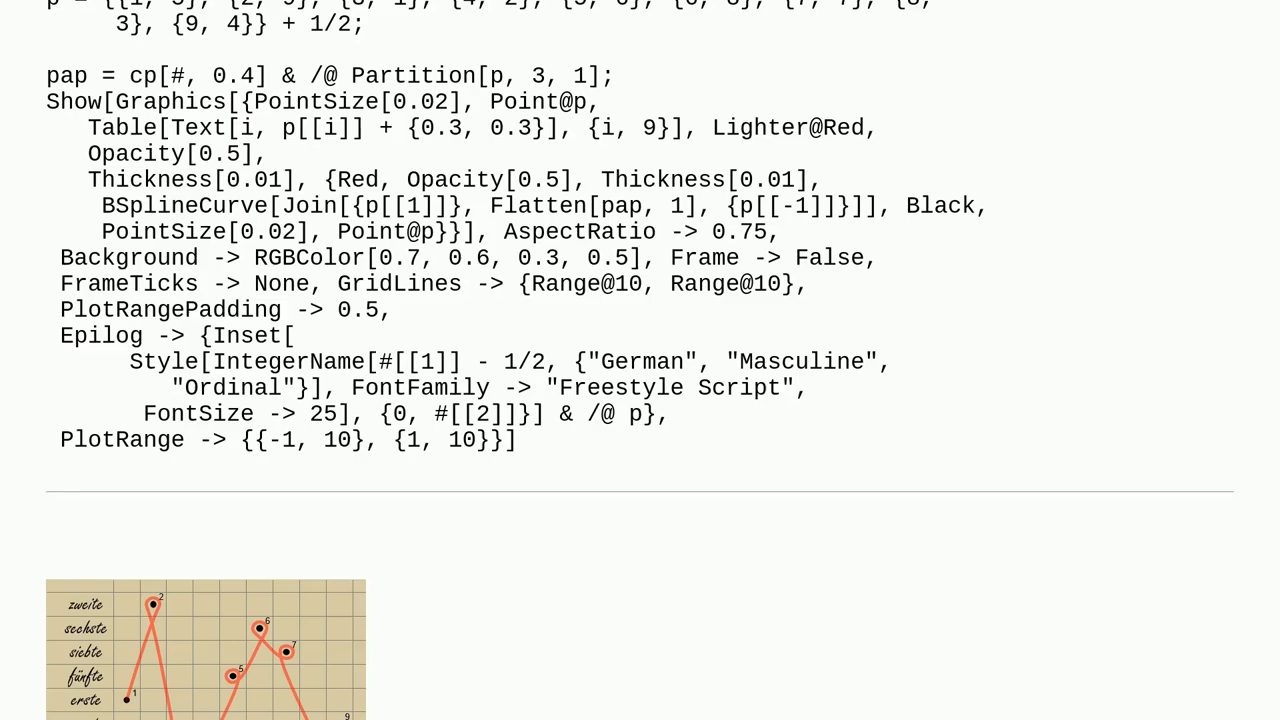 3}, {9, 4}} + 1/2;
pap = cp[#, 0.4] & /@ Partition[p, 3, 1];
Show[Graphics[{PointSize[0.02], Point@p,
Table[Text[i, p[[i]] + {0.3, 0.3}], {i, 9}], Lighter@Red,
Opacity[0.5],
Thickness[0.01], {Red, Opacity[0.5], Thickness[0.01],
BSplineCurve[Join[{p[[1]]}, Flatten[pap, 1], {p[[-1]]}]], Black,
PointSize[0.02], Point@p}}], AspectRatio -> 0.75,
Background -> RGBColor[0.7, 0.6, 0.3, 0.5], Frame -> False,
FrameTicks -> None, GridLines -> {Range@10, Range@10},
PlotRangePadding -> 0.5,
Epilog -> {Inset[
Style[IntegerName[#[[1]] - 1/2, {"German", "Masculine",
"Ordinal"}], FontFamily -> "Freestyle Script",
FontSize -> 25], {0, #[[2]]}] & /@ p},
PlotRange -> {{-1, 10}, {1, 10}}]
zweite 2
sechste 6
siebte 7
fünfte 5
erste 1
9